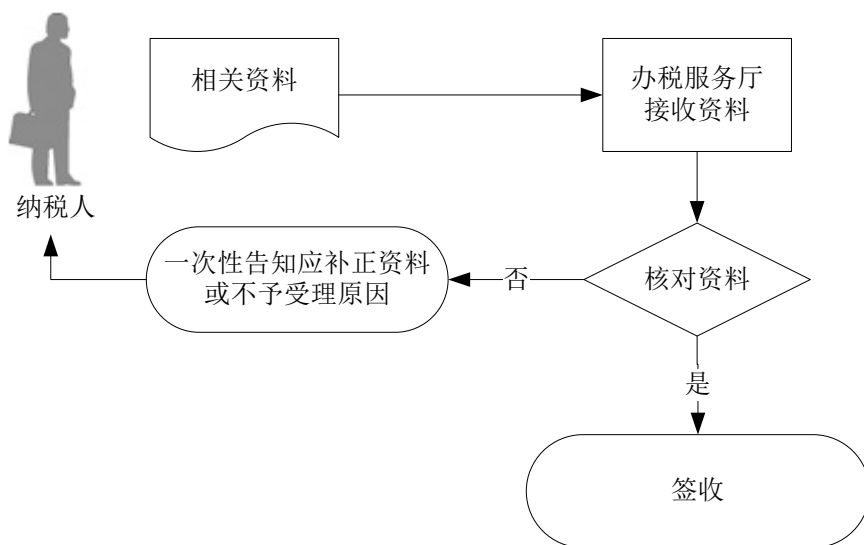 相关资料
办税服务厅
接收资料
纳税人
一次性告知应补正资料
或不予受理原因
否
核对资料
是
签收